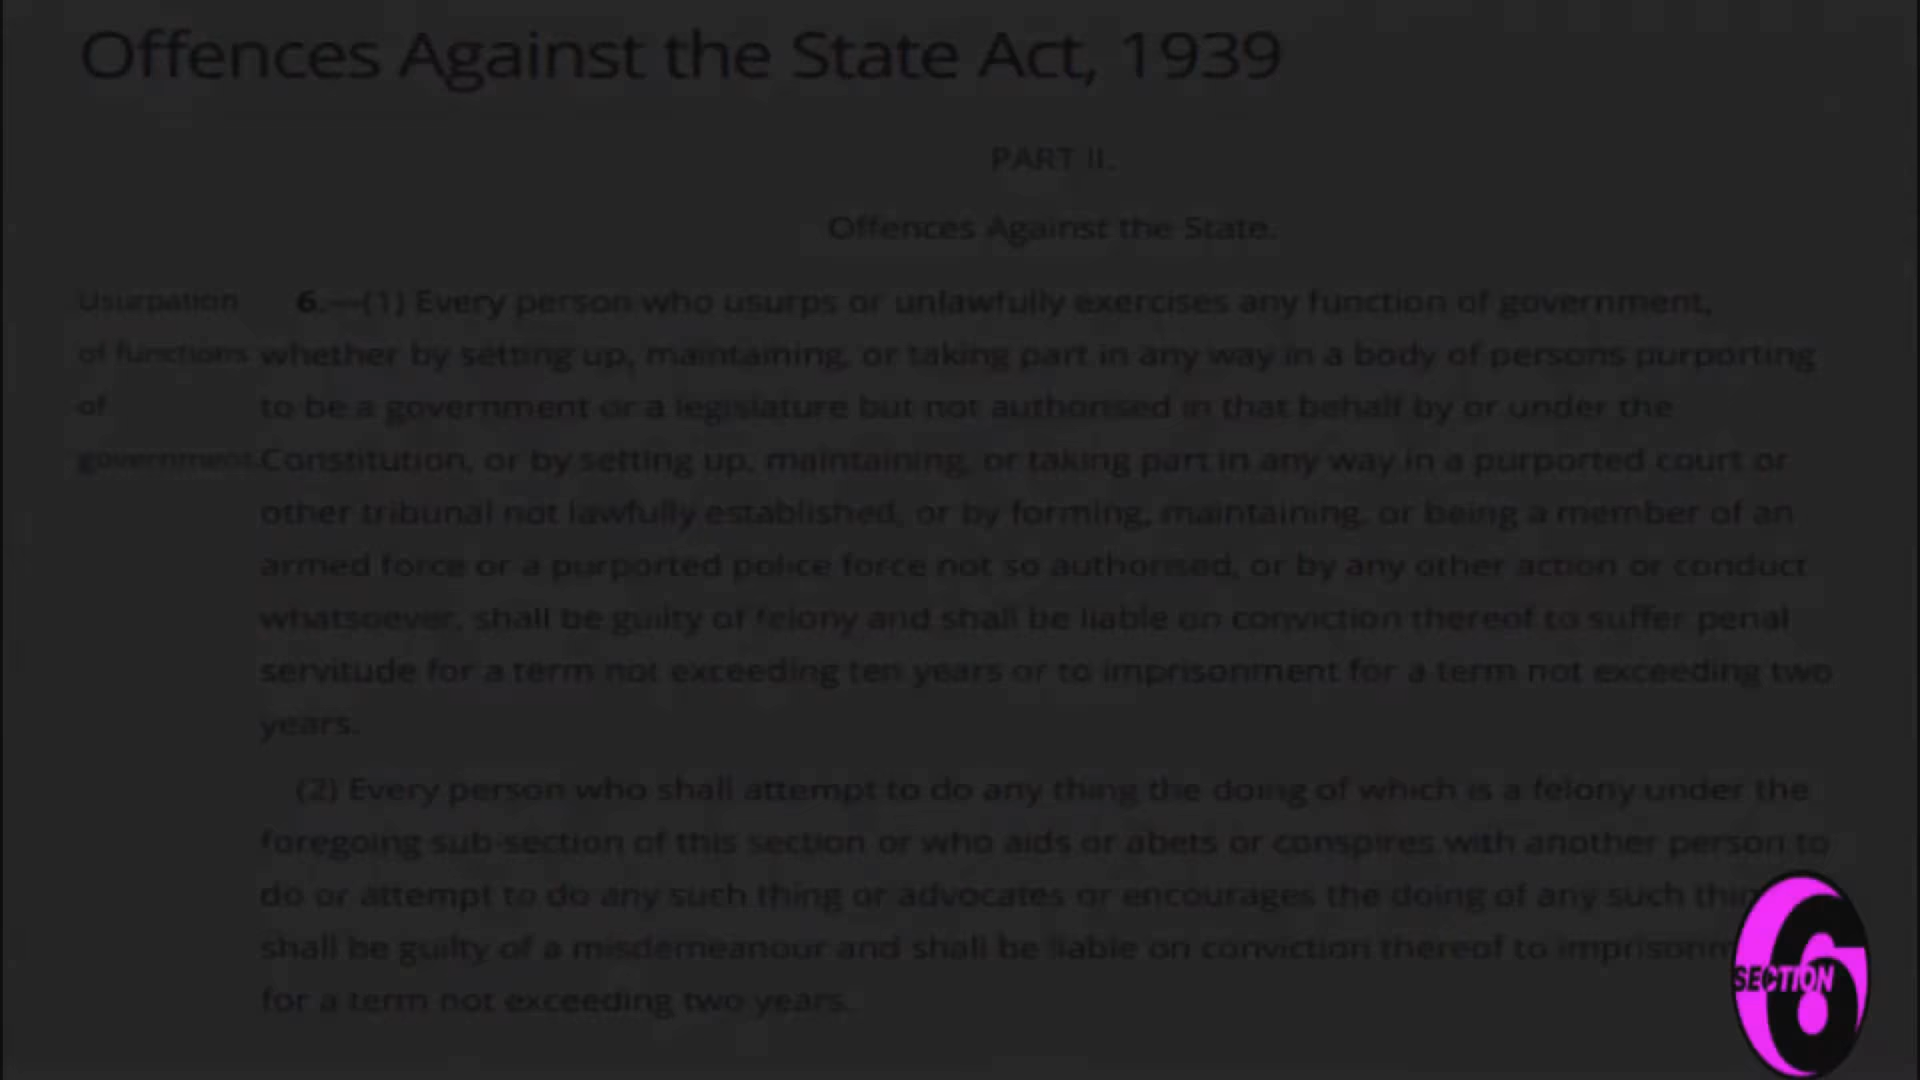 Offences Against the State Act, 1939
PART II.
Offences Against the State.
Usurpation
of functions
of
government.
6.—(1) Every person who usurps or unlawfully exercises any function of government,
whether by setting up, maintaining, or taking part in any way in a body of persons purporting
to be a government or a legislature but not authorised in that behalf by or under the
Constitution, or by setting up, maintaining, or taking part in any way in a purported court or
other tribunal not lawfully established, or by forming, maintaining, or being a member of an
armed force or a purported police force not so authorised, or by any other action or conduct
whatsoever, shall be guilty of felony and shall be liable on conviction thereof to suffer penal
servitude for a term not exceeding ten years or to imprisonment for a term not exceeding two
years.
(2) Every person who shall attempt to do any thing the doing of which is a felony under the
foregoing sub-section of this section or who aids or abets or conspires with another person to
do or attempt to do any such thing or advocates or encourages the doing of any such thin
shall be guilty of a misdemeanour and shall be liable on conviction thereof to imprisonm
for a term not exceeding two years.
SECTION
6